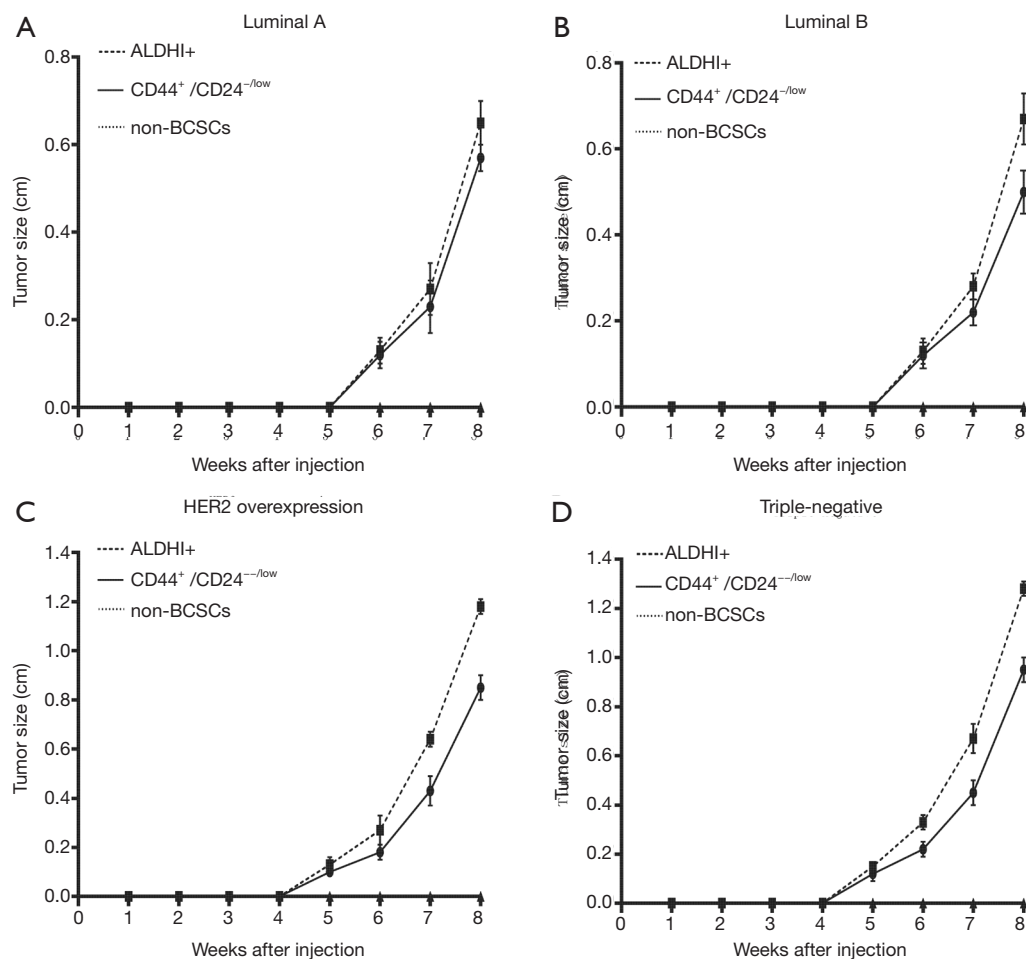 A
Luminal A
ALDHI+
CD44⁺ /CD24⁻/ˡᵒʷ
non-BCSCs
Tumor size (cm)
0.8
0.6
0.4
0.2
0.0
0 1 2 3 4 5 6 7 8
Weeks after injection
B
Luminal B
ALDHI+
CD44⁺ /CD24⁻/ˡᵒʷ
non-BCSCs
Tumor size (cm)
0.8
0.6
0.4
0.2
0.0
0 1 2 3 4 5 6 7 8
Weeks after injection
C
HER2 overexpression
ALDHI+
CD44⁺ /CD24⁻⁻/ˡᵒʷ
non-BCSCs
Tumor size (cm)
1.4
1.2
1.0
0.8
0.6
0.4
0.2
0.0
0 1 2 3 4 5 6 7 8
Weeks after injection
D
Triple-negative
ALDHI+
CD44⁺ /CD24⁻⁻/ˡᵒʷ
non-BCSCs
Tumor size (cm)
1.4
1.2
1.0
0.8
0.6
0.4
0.2
0.0
0 1 2 3 4 5 6 7 8
Weeks after injection